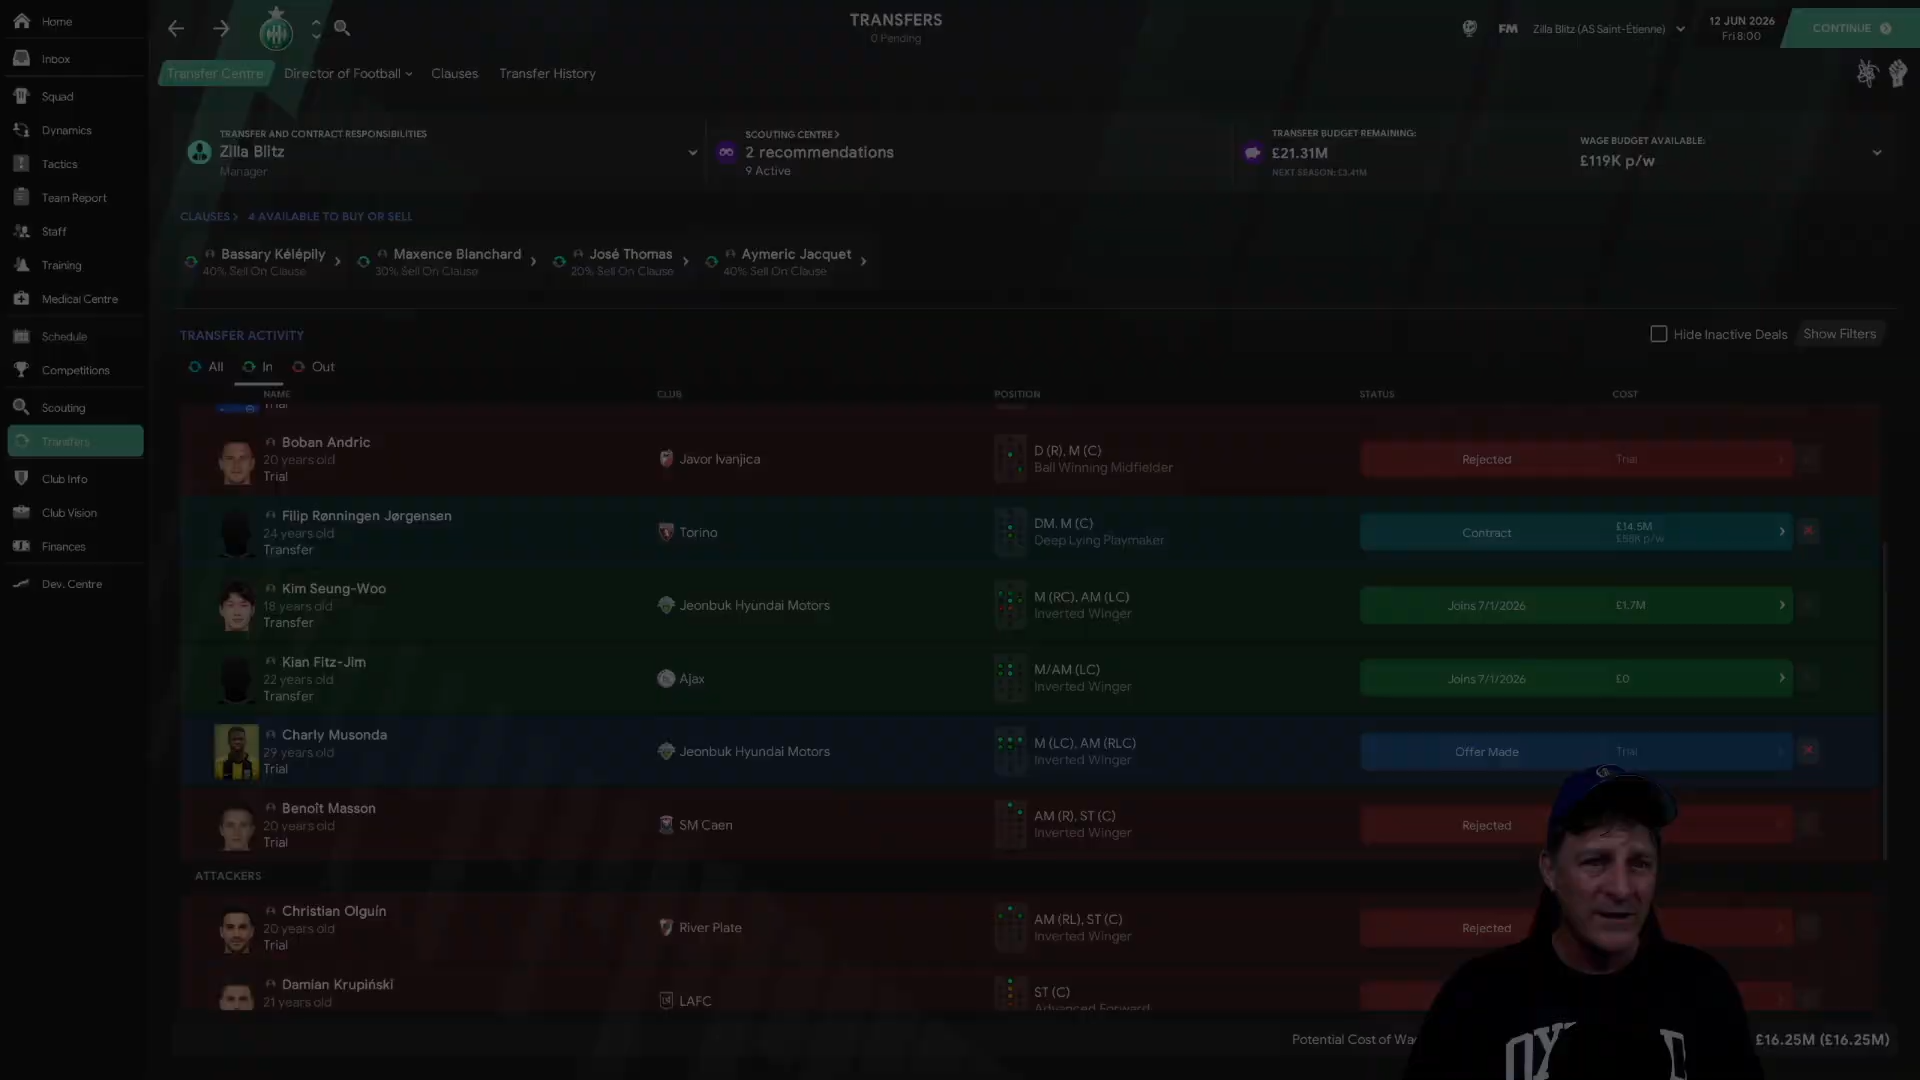 Home
Inbox
Squad
Dynamics
Tactics
Team Report
Staff
Training
Medical Centre
Schedule
Competitions
Scouting
Transfers
Club Info
Club Vision
Finances
Dev. Centre
TRANSFERS
0 Pending
FM
Zilla Blitz (AS Saint-Étienne)
12 JUN 2026
Fri 8:00
CONTINUE
Transfer Centre
Director of Football
Clauses
Transfer History
TRANSFER AND CONTRACT RESPONSIBILITIES
Zilla Blitz
Manager
SCOUTING CENTRE >
2 recommendations
9 Active
TRANSFER BUDGET REMAINING:
£21.31M
NEXT SEASON: £3.41M
WAGE BUDGET AVAILABLE:
£119K p/w
CLAUSES > 4 AVAILABLE TO BUY OR SELL
Bassary Kélépily
40% Sell On Clause
Maxence Blanchard
30% Sell On Clause
José Thomas
20% Sell On Clause
Aymeric Jacquet
40% Sell On Clause
TRANSFER ACTIVITY
Hide Inactive Deals
Show Filters
All
In
Out
NAME CLUB POSITION STATUS COST
Trial
Boban Andric
20 years old
Trial
Javor Ivanjica
D (R), M (C)
Ball Winning Midfielder
Rejected
Trial
Filip Rønningen Jørgensen
24 years old
Transfer
Torino
DM, M (C)
Deep Lying Playmaker
Contract
£14.5M
£58K p/w
Kim Seung-Woo
18 years old
Transfer
Jeonbuk Hyundai Motors
M (RC), AM (LC)
Inverted Winger
Joins 7/1/2026
£1.7M
Kian Fitz-Jim
22 years old
Transfer
Ajax
M/AM (LC)
Inverted Winger
Joins 7/1/2026
£0
Charly Musonda
29 years old
Trial
Jeonbuk Hyundai Motors
M (LC), AM (RLC)
Inverted Winger
Offer Made
Trial
Benoît Masson
20 years old
Trial
SM Caen
AM (R), ST (C)
Inverted Winger
Rejected
ATTACKERS
Christian Olguín
20 years old
Trial
River Plate
AM (RL), ST (C)
Inverted Winger
Rejected
Damian Krupiński
21 years old
LAFC
ST (C)
Advanced Forward
Potential Cost of
£16.25M (£16.25M)